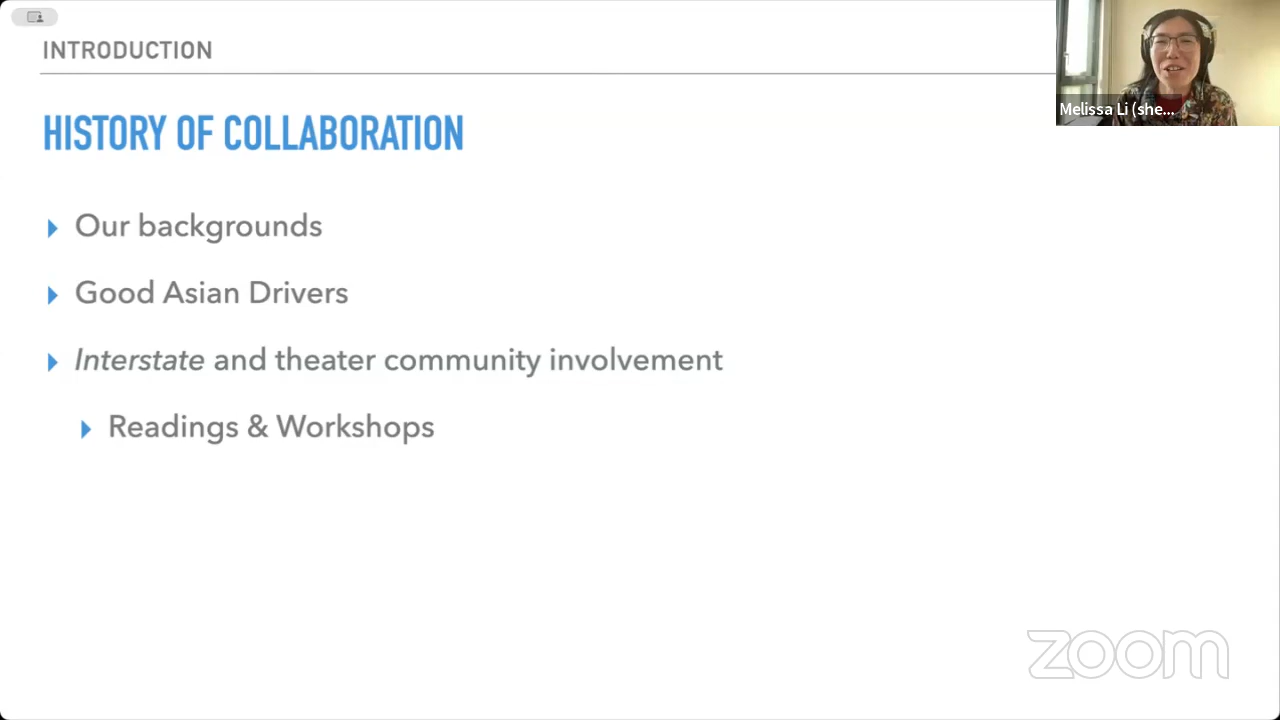 INTRODUCTION
Melissa Li (she...
HISTORY OF COLLABORATION
Our backgrounds
Good Asian Drivers
Interstate and theater community involvement
Readings & Workshops
zoom